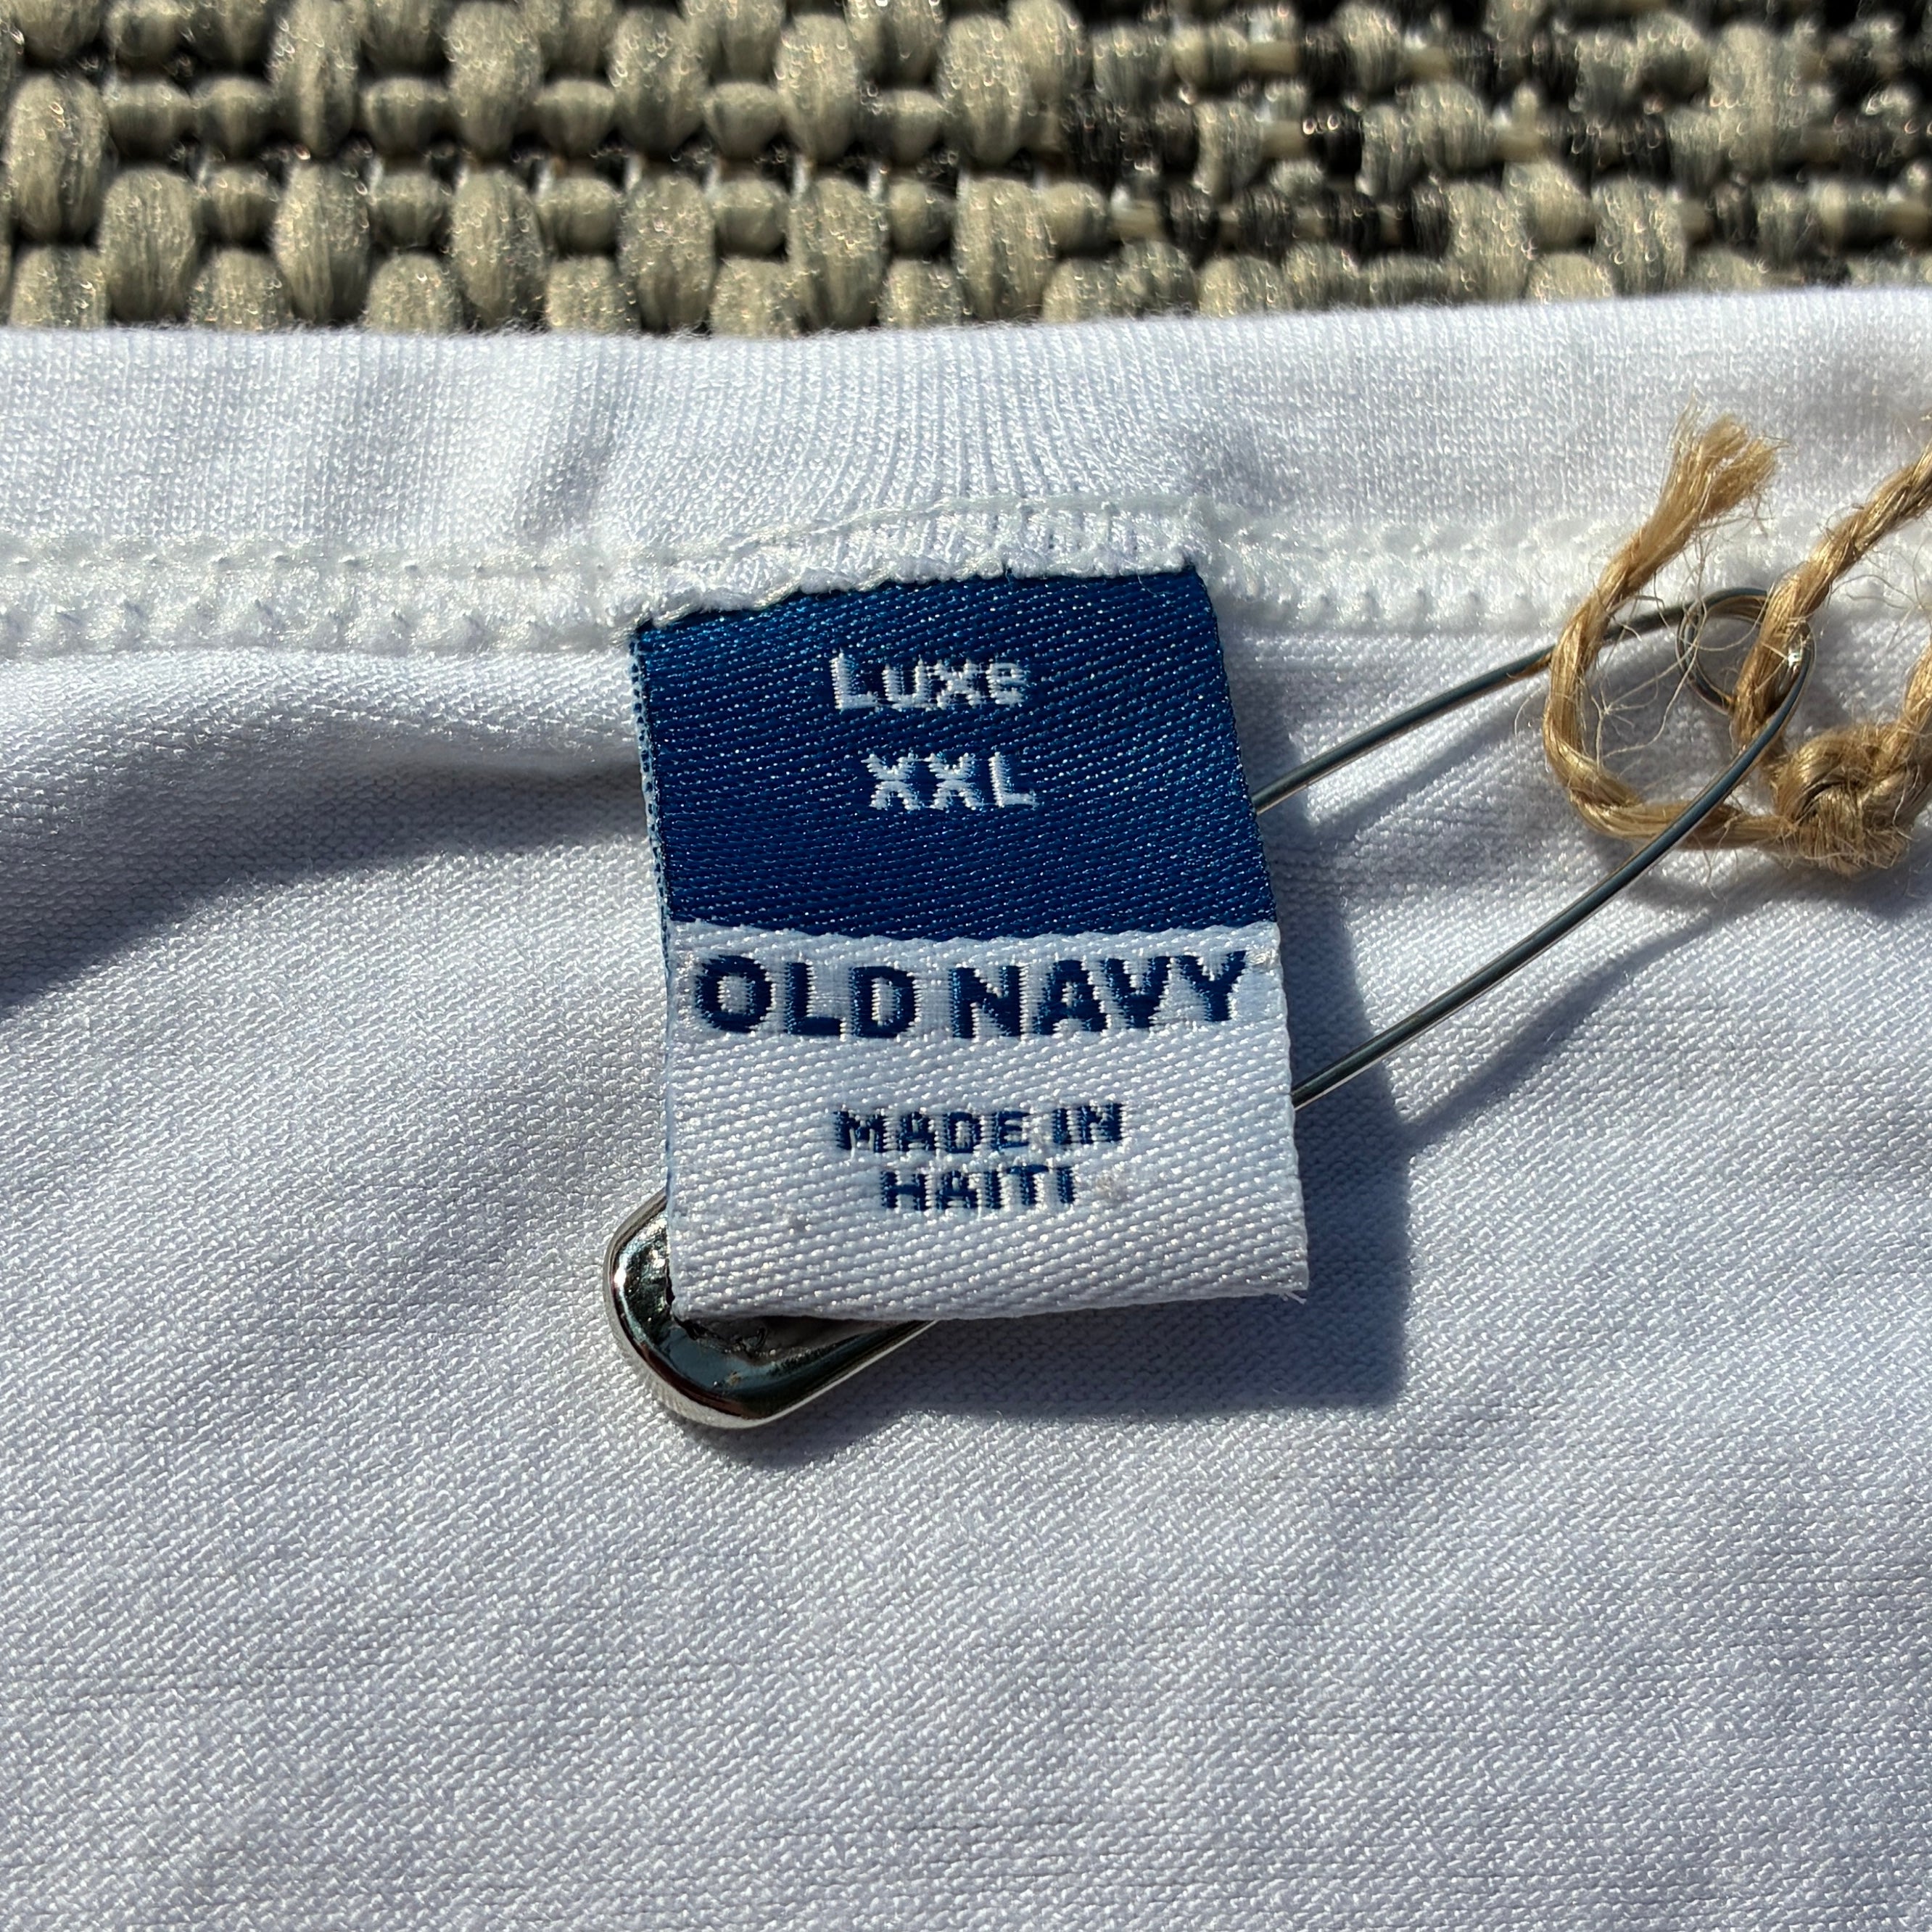 Luxe
XXL
OLD NAVY
MADE IN
HAITI